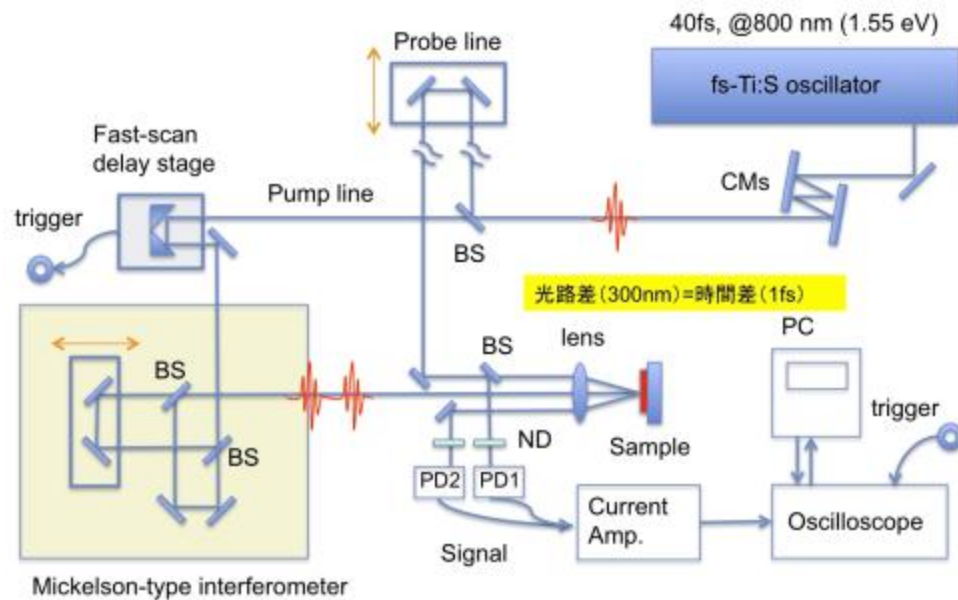 40fs, @800 nm (1.55 eV)
Probe line
fs-Ti:S oscillator
Fast-scan
delay stage
CMs
Pump line
trigger
BS
光路差(300nm)=時間差(1fs)
PC
lens
BS
BS
trigger
ND
BS
Sample
PD2
PD1
Current
Amp.
Oscilloscope
Signal
Mickelson-type interferometer